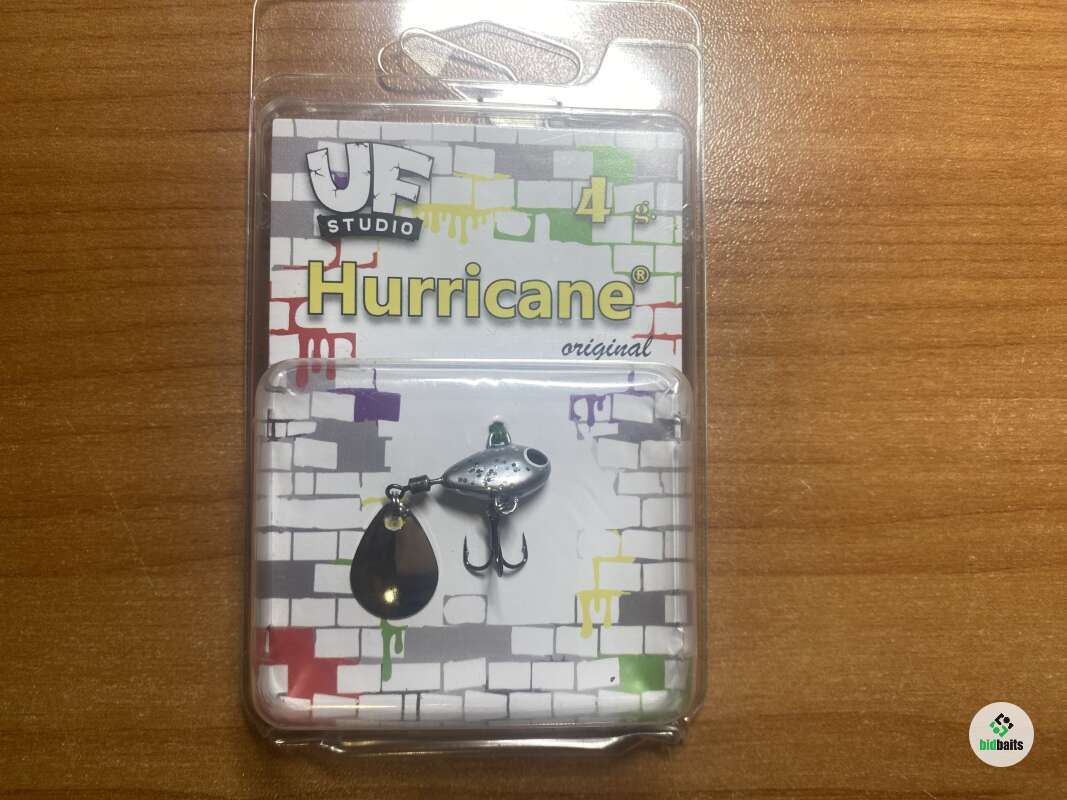 UF
STUDIO
4 g.
Hurricane®
original
bidbaits